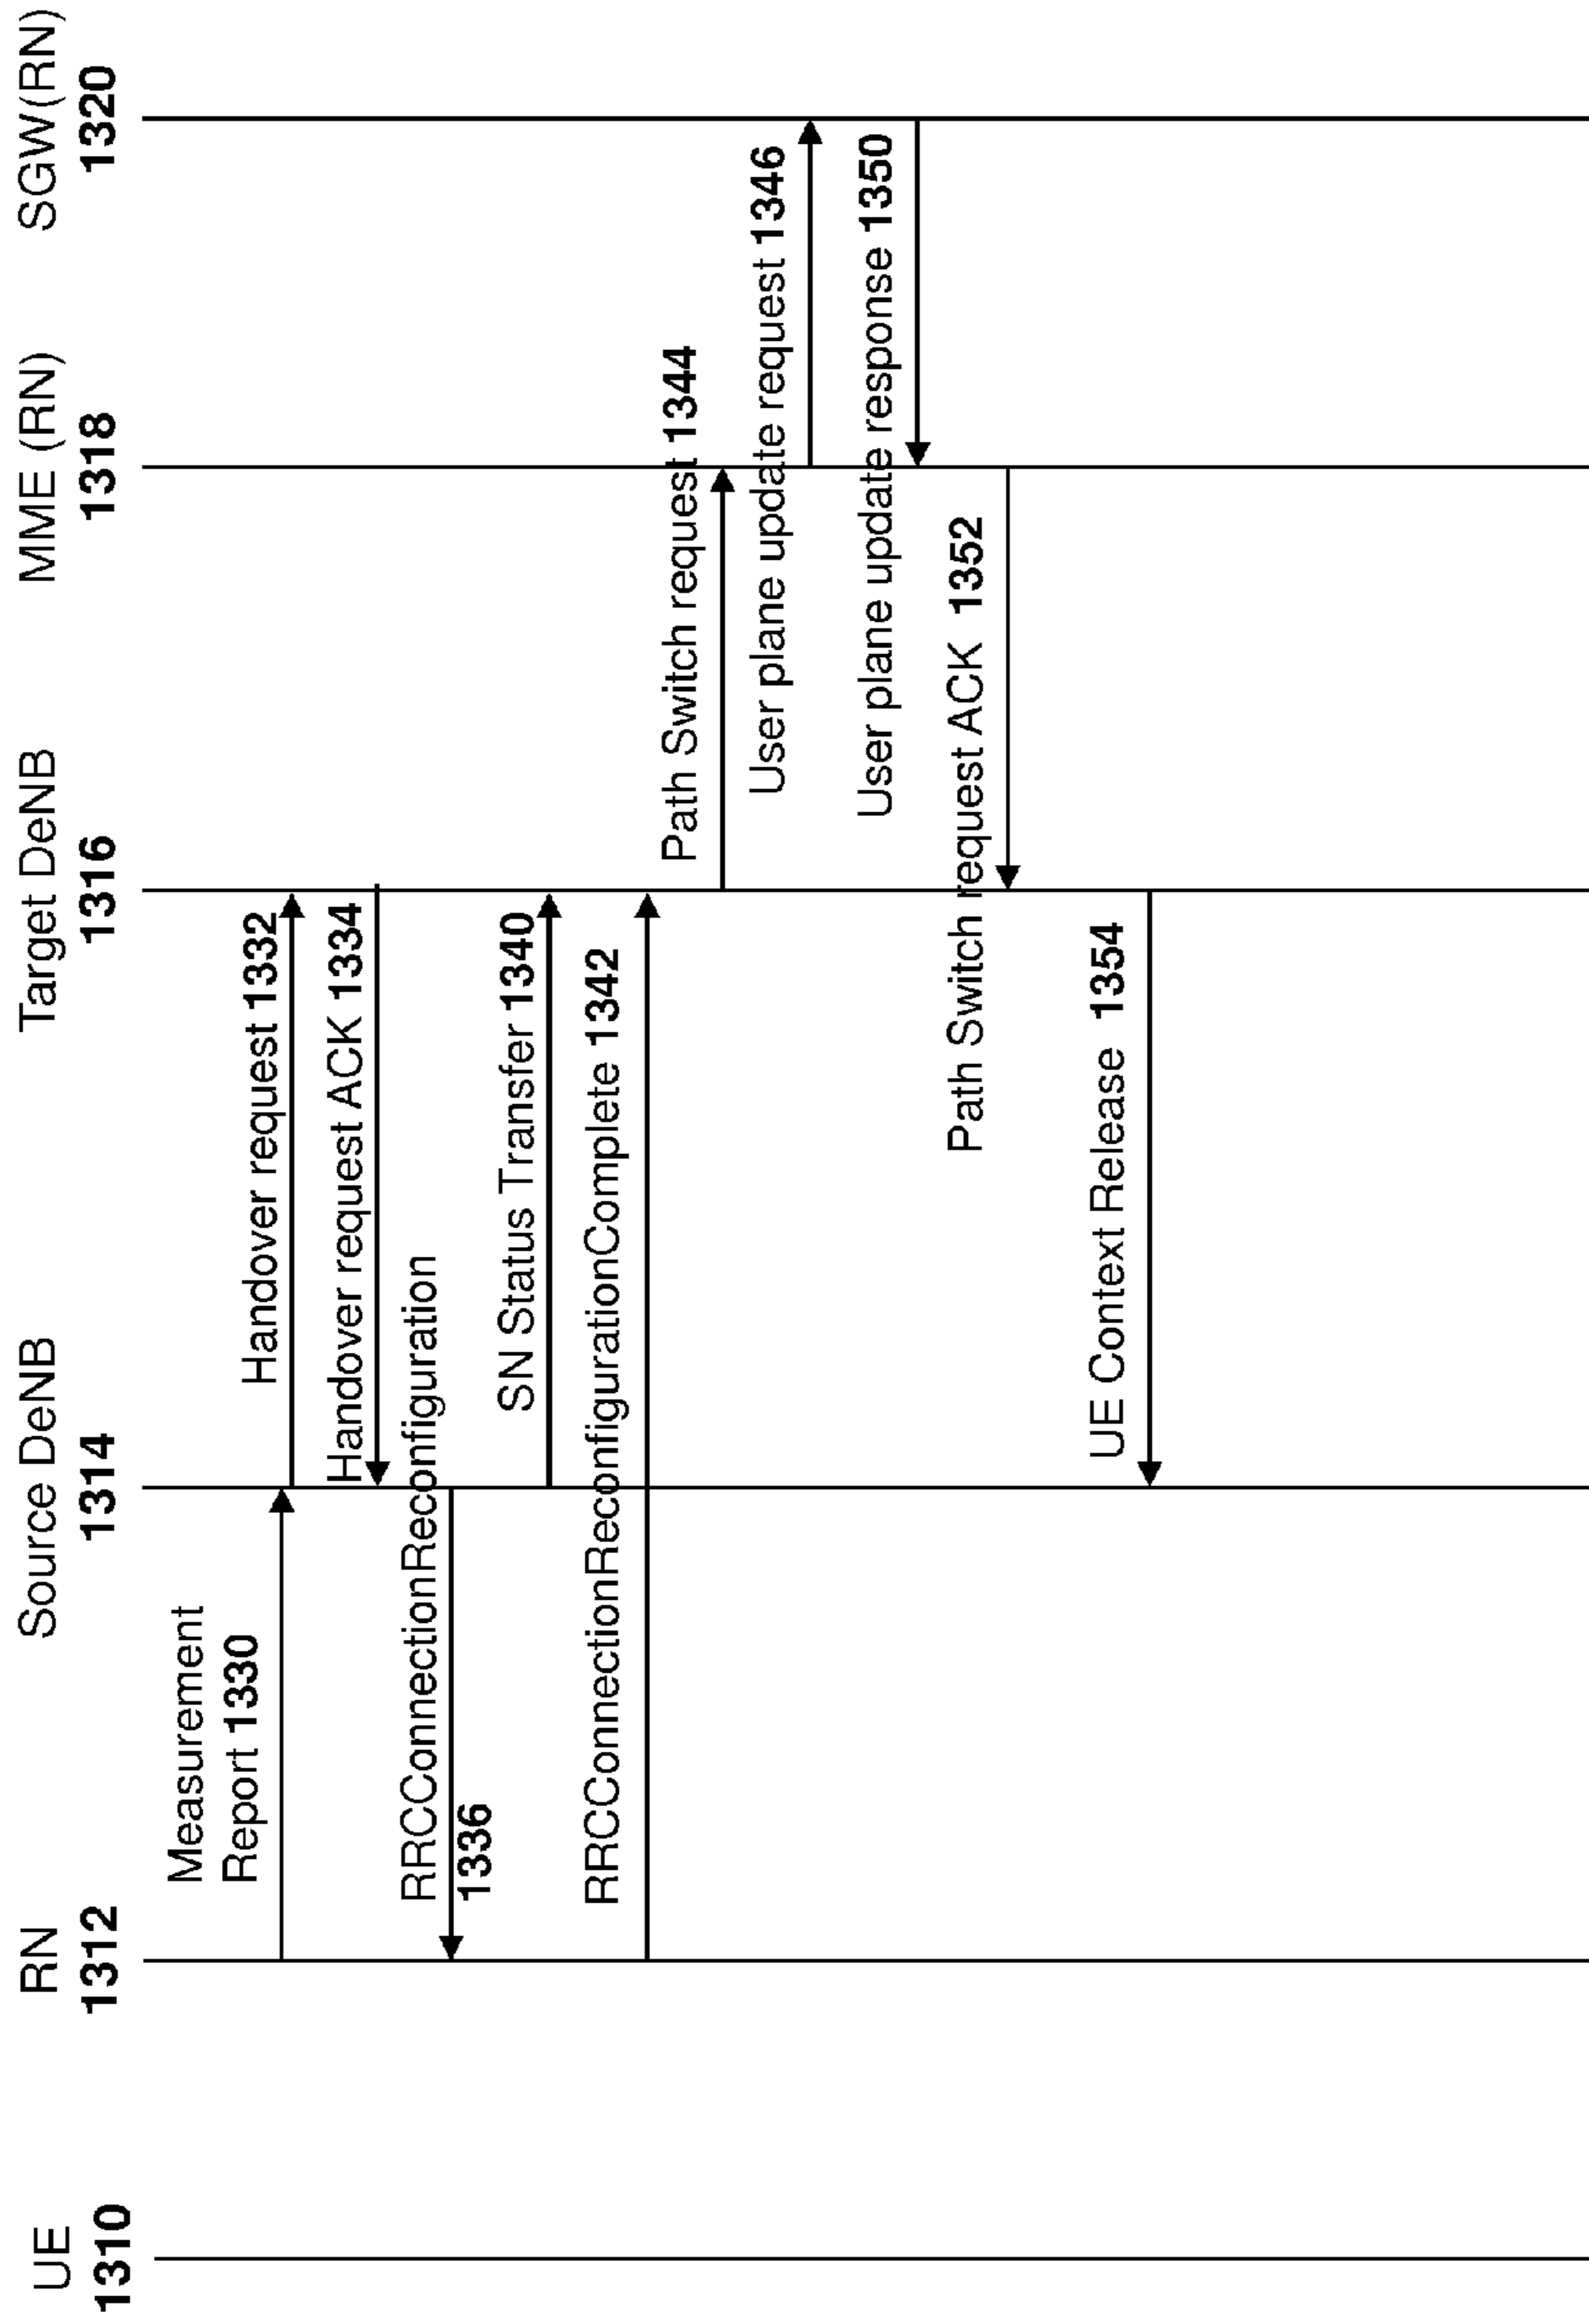 UE
1310
RN
1312
Source DeNB
1314
Target DeNB
1316
MME (RN)
1318
SGW(RN)
1320
Measurement
Report 1330
Handover request 1332
Handover request ACK 1334
RRCConnectionReconfiguration
1336
SN Status Transfer 1340
RRCConnectionReconfigurationComplete 1342
Path Switch request 1344
User plane update request 1346
User plane update response 1350
Path Switch request ACK 1352
UE Context Release 1354